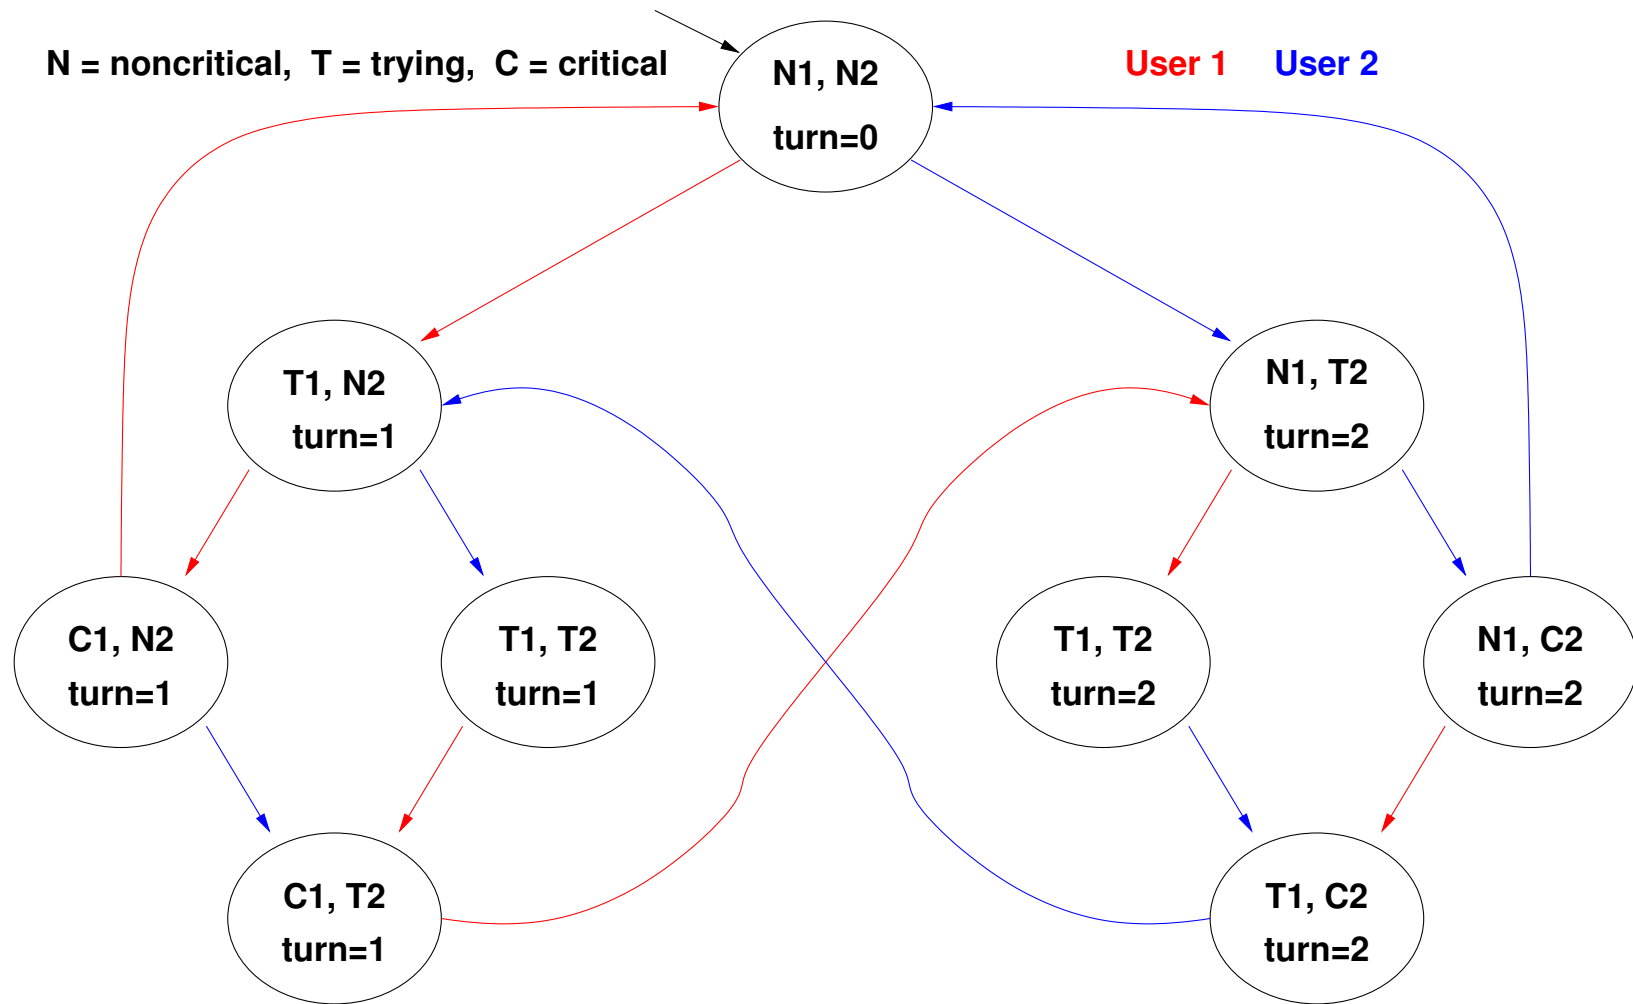 N = noncritical,  T = trying,  C = critical
User 1
User 2
N1, N2
turn=0
T1, N2
turn=1
N1, T2
turn=2
C1, N2
turn=1
T1, T2
turn=1
T1, T2
turn=2
N1, C2
turn=2
C1, T2
turn=1
T1, C2
turn=2